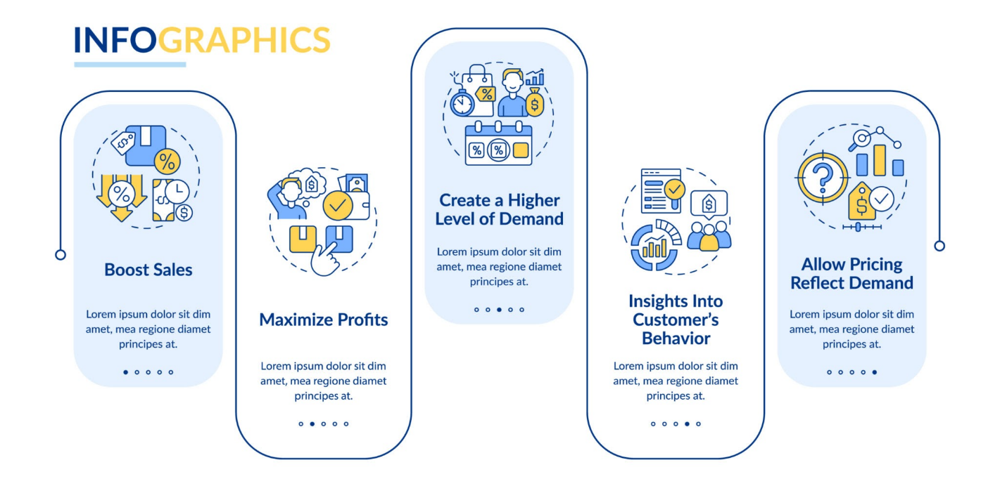 INFOGRAPHICS
Boost Sales
Lorem ipsum dolor sit dim
amet, mea regione diamet
principes at.
Maximize Profits
Lorem ipsum dolor sit dim
amet, mea regione diamet
principes at.
Create a Higher
Level of Demand
Lorem ipsum dolor sit dim
amet, mea regione diamet
principes at.
Insights Into
Customer's
Behavior
Lorem ipsum dolor sit dim
amet, mea regione diamet
principes at.
Allow Pricing
Reflect Demand
Lorem ipsum dolor sit dim
amet, mea regione diamet
principes at.